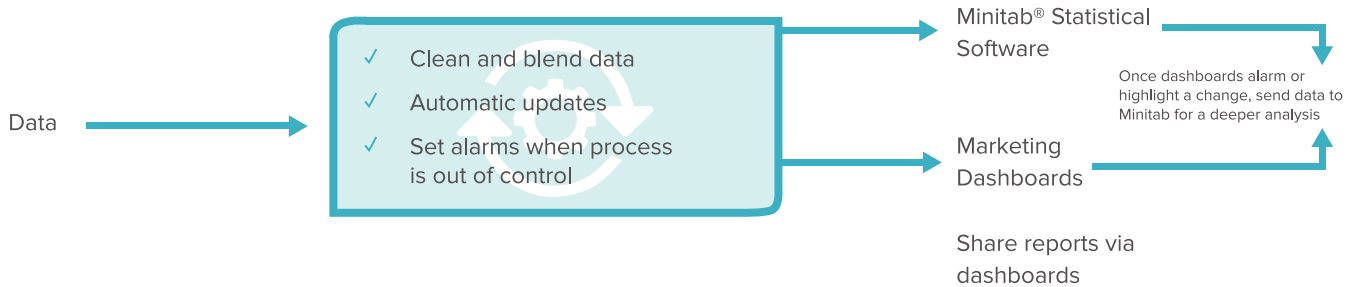 Data
✓ Clean and blend data
✓ Automatic updates
✓ Set alarms when process
is out of control
Minitab® Statistical
Software
Once dashboards alarm or
highlight a change, send data to
Minitab for a deeper analysis
Marketing
Dashboards
Share reports via
dashboards